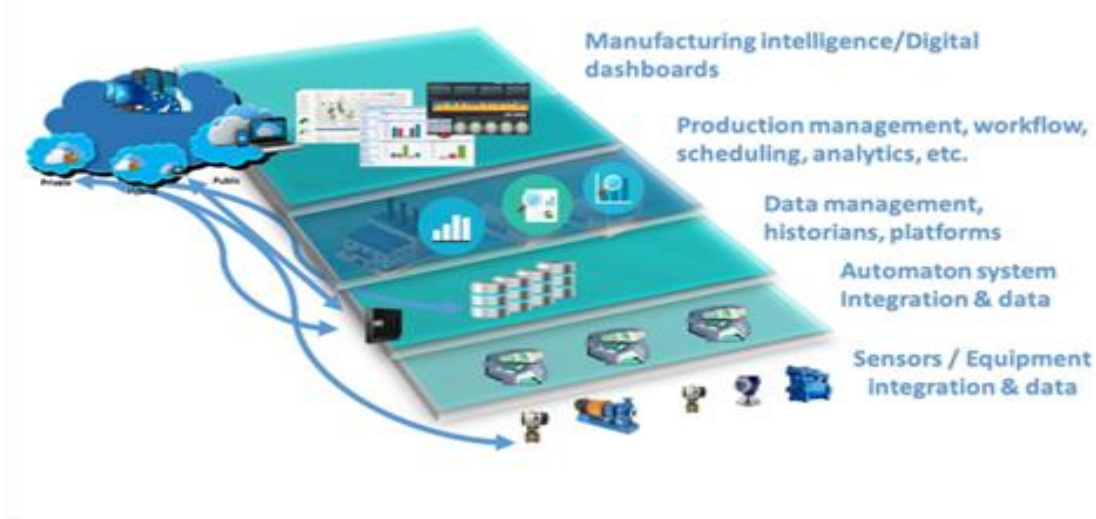 Manufacturing intelligence/Digital
dashboards
Production management, workflow,
scheduling, analytics, etc.
Data management,
historians, platforms
Automaton system
Integration & data
Sensors / Equipment
integration & data
Private
Public